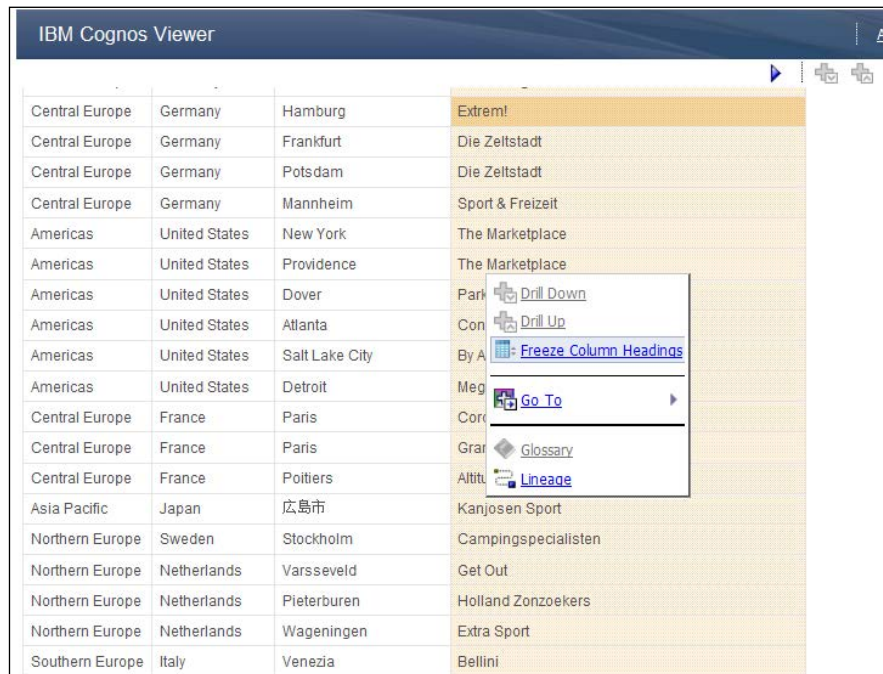 IBM Cognos Viewer
Central Europe Germany Hamburg Extrem!
Central Europe Germany Frankfurt Die Zeltstadt
Central Europe Germany Potsdam Die Zeltstadt
Central Europe Germany Mannheim Sport & Freizeit
Americas United States New York The Marketplace
Americas United States Providence The Marketplace
Americas United States Dover Park
Americas United States Atlanta Con
Americas United States Salt Lake City By A
Americas United States Detroit Meg
Central Europe France Paris
Central Europe France Paris
Central Europe France Poitiers
Asia Pacific Japan 広島市 Kanjosen Sport
Northern Europe Sweden Stockholm Campingspecialisten
Northern Europe Netherlands Varsseveld Get Out
Northern Europe Netherlands Pieterburen Holland Zonzoekers
Northern Europe Netherlands Wageningen Extra Sport
Southern Europe Italy Venezia Bellini
Drill Down
Drill Up
Freeze Column Headings
Go To
Glossary
Lineage